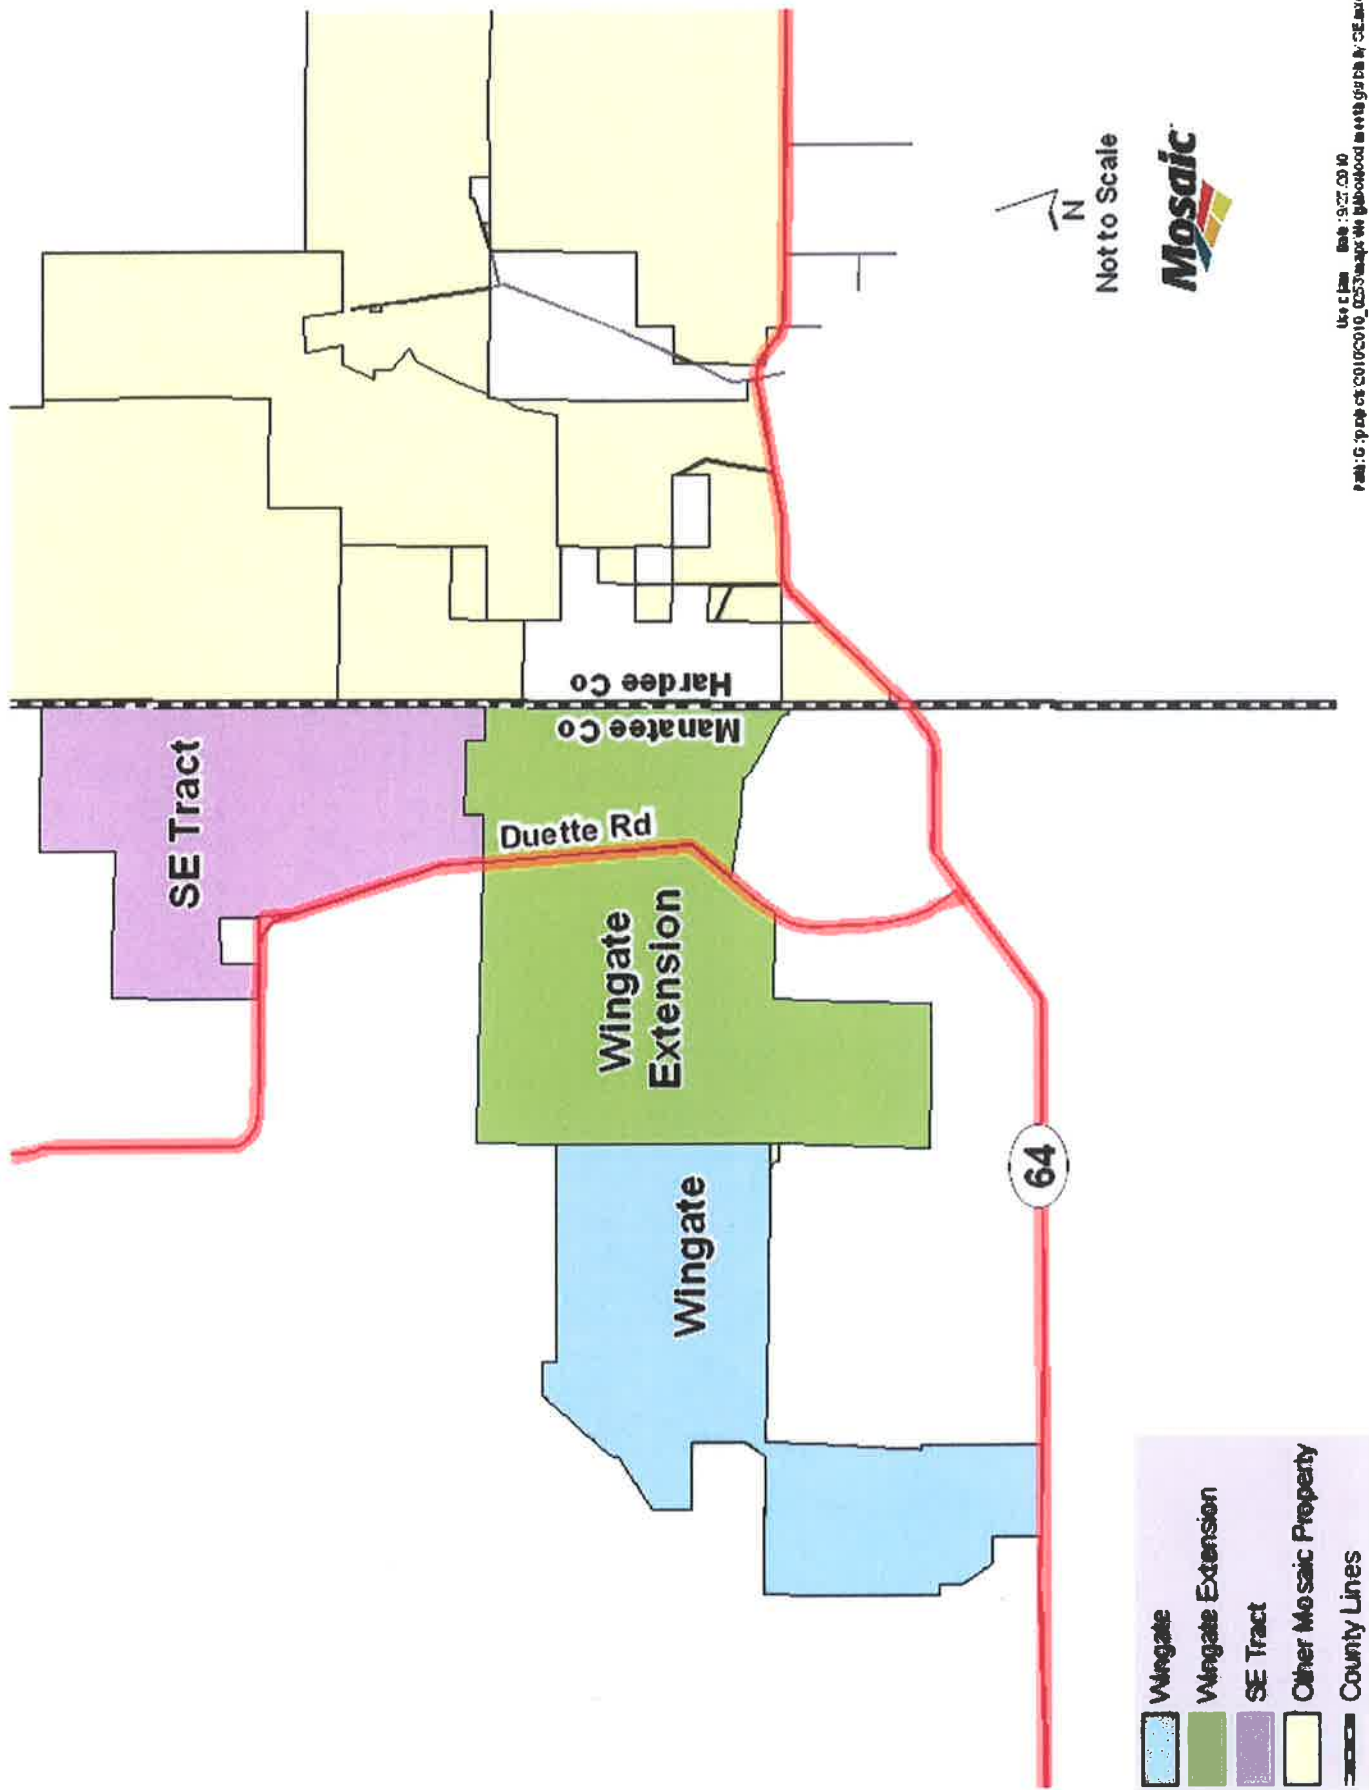 SE Tract
Duette Rd
Manatee Co
Hardee Co
Wingate
Extension
Wingate
64
N
Not to Scale
Mosaic
Wingate
Wingate Extension
SE Tract
Other Mosaic Property
County Lines